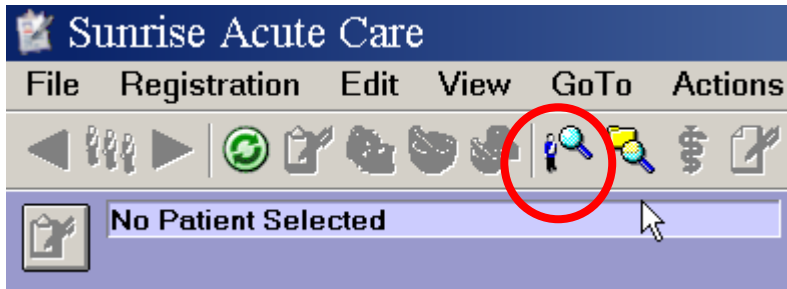 Sunrise Acute Care
File Registration Edit View GoTo Actions
No Patient Selected